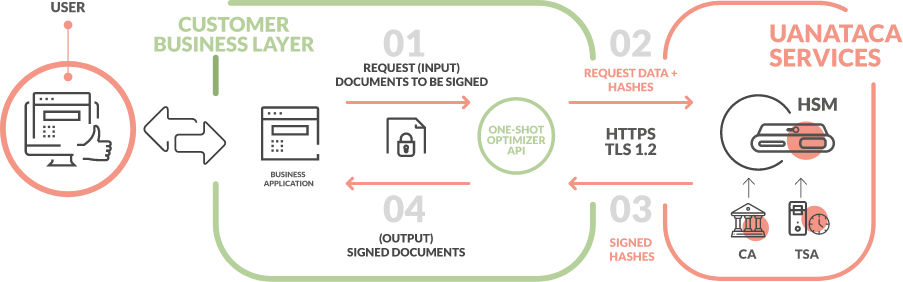 USER
CUSTOMER
BUSINESS LAYER
01
REQUEST (INPUT)
DOCUMENTS TO BE SIGNED
02
REQUEST DATA +
HASHES
UANATACA
SERVICES
HSM
ONE-SHOT
OPTIMIZER
API
HTTPS
TLS 1.2
BUSINESS
APPLICATION
04
(OUTPUT)
SIGNED DOCUMENTS
03
SIGNED
HASHES
CA
TSA